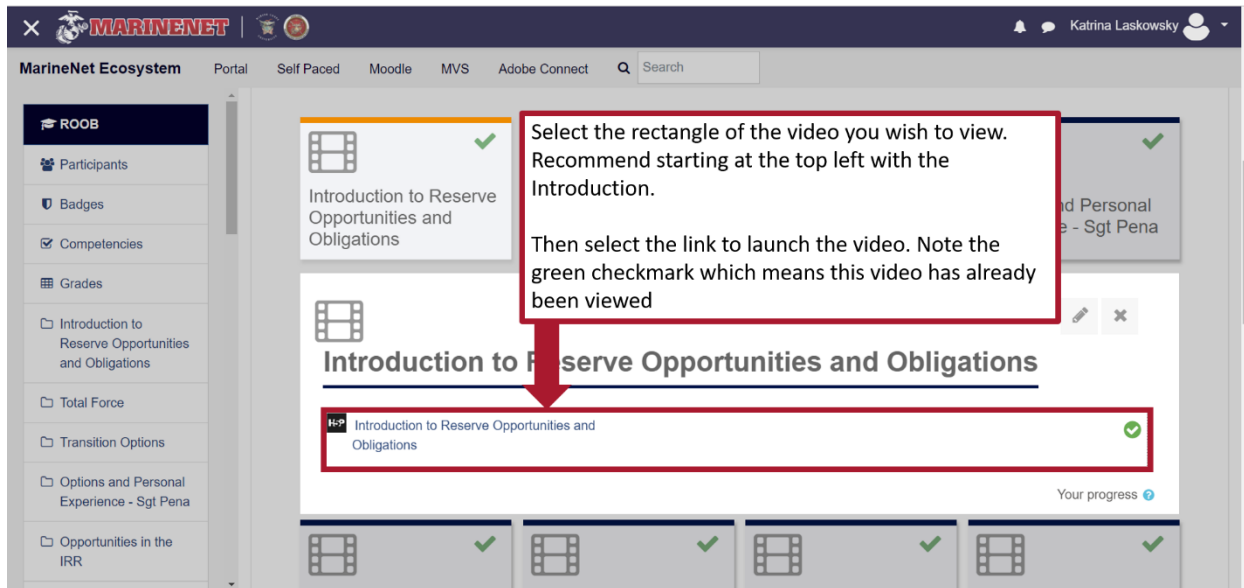 MARINENET
Katrina Laskowsky
MarineNet Ecosystem
Portal
Self Paced
Moodle
MVS
Adobe Connect
Search
ROOB
Participants
Badges
Competencies
Grades
Introduction to
Reserve Opportunities
and Obligations
Total Force
Transition Options
Options and Personal
Experience - Sgt Pena
Opportunities in the
IRR
Introduction to Reserve
Opportunities and
Obligations
Select the rectangle of the video you wish to view.
Recommend starting at the top left with the
Introduction.
Then select the link to launch the video. Note the
green checkmark which means this video has already
been viewed
Personal
- Sgt Pena
Introduction to Reserve Opportunities and Obligations
H-P
Introduction to Reserve Opportunities and
Obligations
Your progress